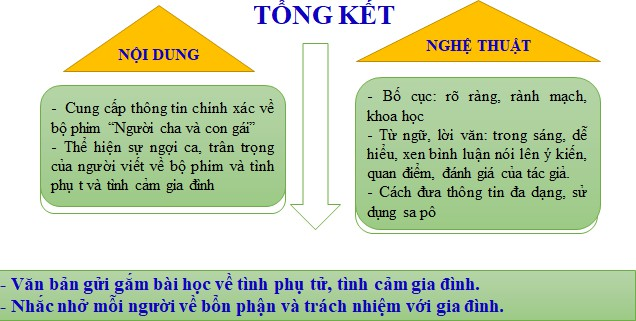 TỔNG KẾT
NỘI DUNG
- Cung cấp thông tin chính xác về
bộ phim “Người cha và con gái”
- Thể hiện sự ngợi ca, trân trọng
của người viết về bộ phim và tình
phụ t và tình cảm gia đình
NGHỆ THUẬT
- Bố cục: rõ ràng, rành mạch,
khoa học
- Từ ngữ, lời văn: trong sáng, dễ
hiểu, xen bình luận nói lên ý kiến,
quan điểm, đánh giá của tác giả.
- Cách đưa thông tin đa dạng, sử
dụng sa pô
- Văn bản gửi gắm bài học về tình phụ tử, tình cảm gia đình.
- Nhắc nhở mỗi người về bổn phận và trách nhiệm với gia đình.